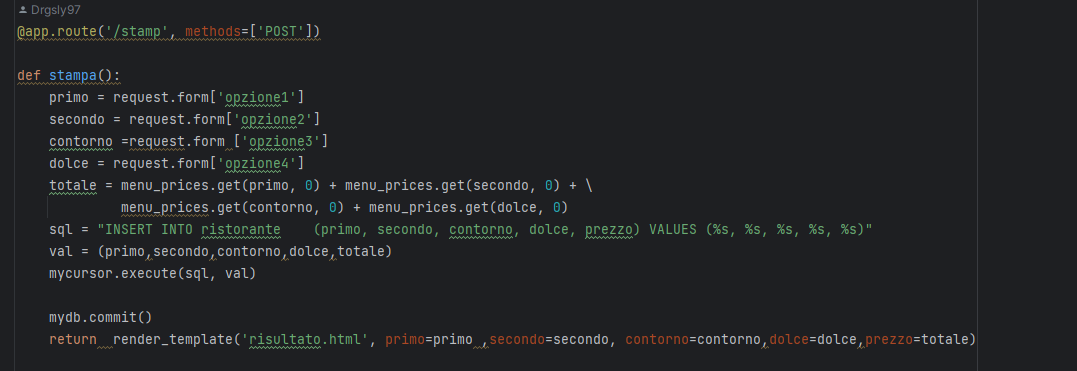 Drgsly97
@app.route('/stamp', methods=['POST'])
def stampa():
    primo = request.form['opzione1']
    secondo = request.form['opzione2']
    contorno =request.form ['opzione3']
    dolce = request.form['opzione4']
    totale = menu_prices.get(primo, 0) + menu_prices.get(secondo, 0) + \
             menu_prices.get(contorno, 0) + menu_prices.get(dolce, 0)
    sql = "INSERT INTO ristorante    (primo, secondo, contorno, dolce, prezzo) VALUES (%s, %s, %s, %s, %s)"
    val = (primo,secondo,contorno,dolce,totale)
    mycursor.execute(sql, val)
    mydb.commit()
    return  render_template('risultato.html', primo=primo ,secondo=secondo, contorno=contorno,dolce=dolce,prezzo=totale)